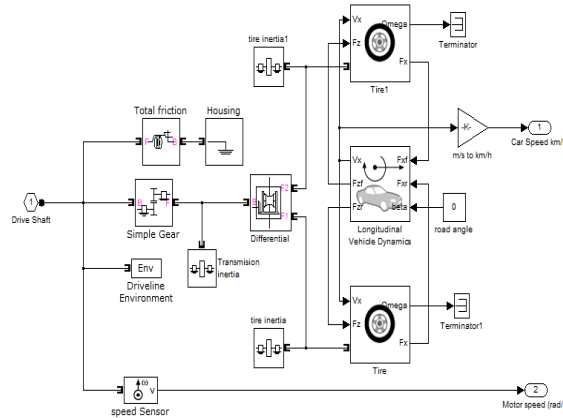 Vx
Omega
Fz
Fx
Tire1
Terminator
tire inertia1
Total friction
Housing
F
B
-K-
m/s to km/h
1
Car Speed km/
1
Drive Shaft
B
F
Simple Gear
B
F2
F1
Differential
Vx
Fxf
Fzf
Fxr
Fzr
beta
Longitudinal
Vehicle Dynamics
0
road angle
Env
Driveline
Environment
Transmision
inertia
Vx
Omega
Fz
Fx
Tire
Terminator1
tire inertia
V
speed Sensor
2
Motor speed (rad/